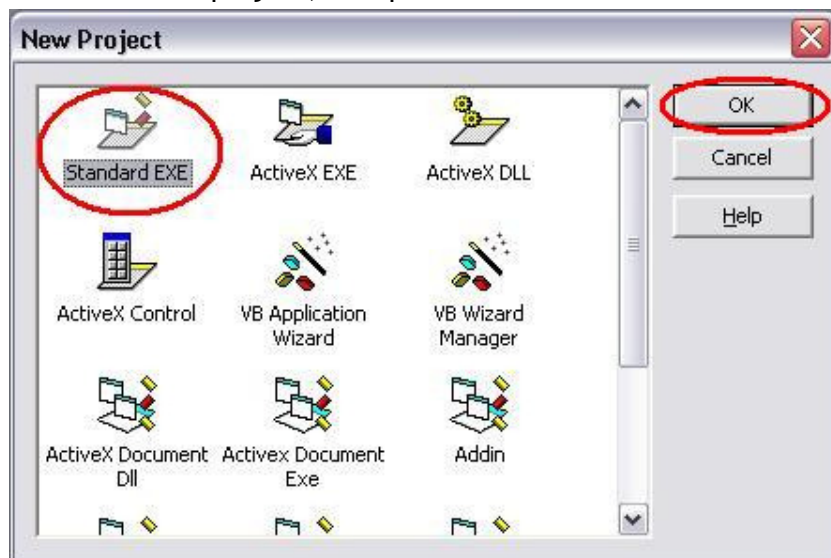 New Project
Standard EXE
ActiveX EXE
ActiveX DLL
OK
Cancel
Help
ActiveX Control
VB Application
Wizard
VB Wizard
Manager
ActiveX Document
Dll
Activex Document
Exe
Addin